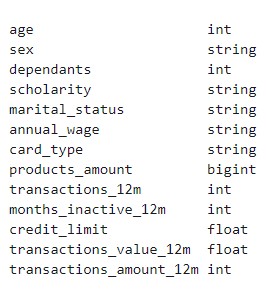 age int
sex string
dependants int
scholarity string
marital_status string
annual_wage string
card_type string
products_amount bigint
transactions_12m int
months_inactive_12m int
credit_limit float
transactions_value_12m float
transactions_amount_12m int